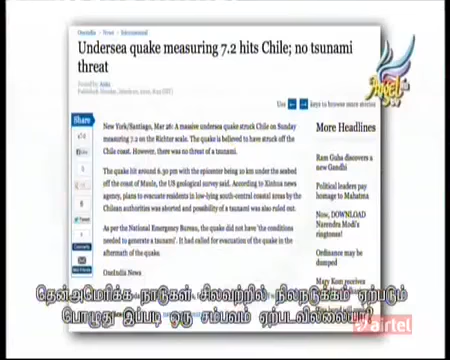 OneIndia News International
Undersea quake measuring 7.2 hits Chile; no tsunami
threat
Use keys to browse more stories
Share
New York/Santiago, Mar 26: A massive undersea quake struck Chile on Sunday
measuring 7.2 on the Richter scale. The quake is believed to have struck off the
Chile coast. However, there was no threat of a tsunami.
The quake hit around 6.30 pm with the epicenter being 10 km under the seabed
off the coast of Maule, the US geological survey said. According to Xinhua news
agency, plans to evacuate residents in low-lying south-central coastal areas by the
Chilean authorities was aborted and possibility of a tsunami was also ruled out.
As per the National Emergency Bureau, the quake did not have 'the conditions
needed to generate a tsunami'. It had called for evacuation of the quake in the
aftermath of the quake.
OneIndia News
More Headlines
Ram Guha discovers a
new Gandhi
Political leaders pay
homage to Mahatma
Now, DOWNLOAD
Narendra Modi's
ringtones!
Ordinance may be
dumped
Mary Kom receives
Angel
Tweet
தென்அமெரிக்க நாடுகள் சிலவற்றில் நிலநடுக்கம் ஏற்படும்
பொழுது இப்படி ஒரு சம்பவம் ஏற்படவில்லையா?
airtel